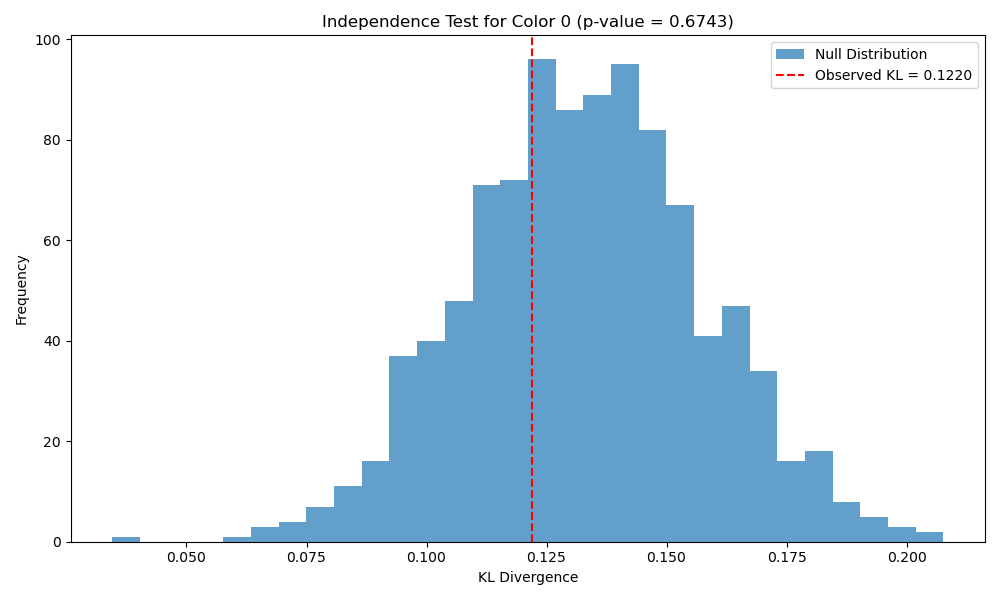 Independence Test for Color 0 (p-value = 0.6743)
Null Distribution
Observed KL = 0.1220
100
80
60
40
20
0
Frequency
0.050
0.075
0.100
0.125
0.150
0.175
0.200
KL Divergence